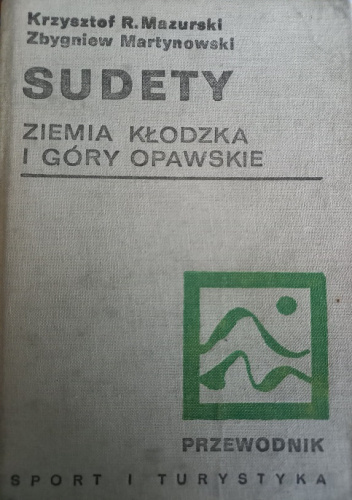 Krzysztof R. Mazurski
Zbygniew Martynowski
SUDETY
ZIEMIA KŁODZKA
I GÓRY OPAWSKIE
PRZEWODNIK
SPORT I TURYSTYKA